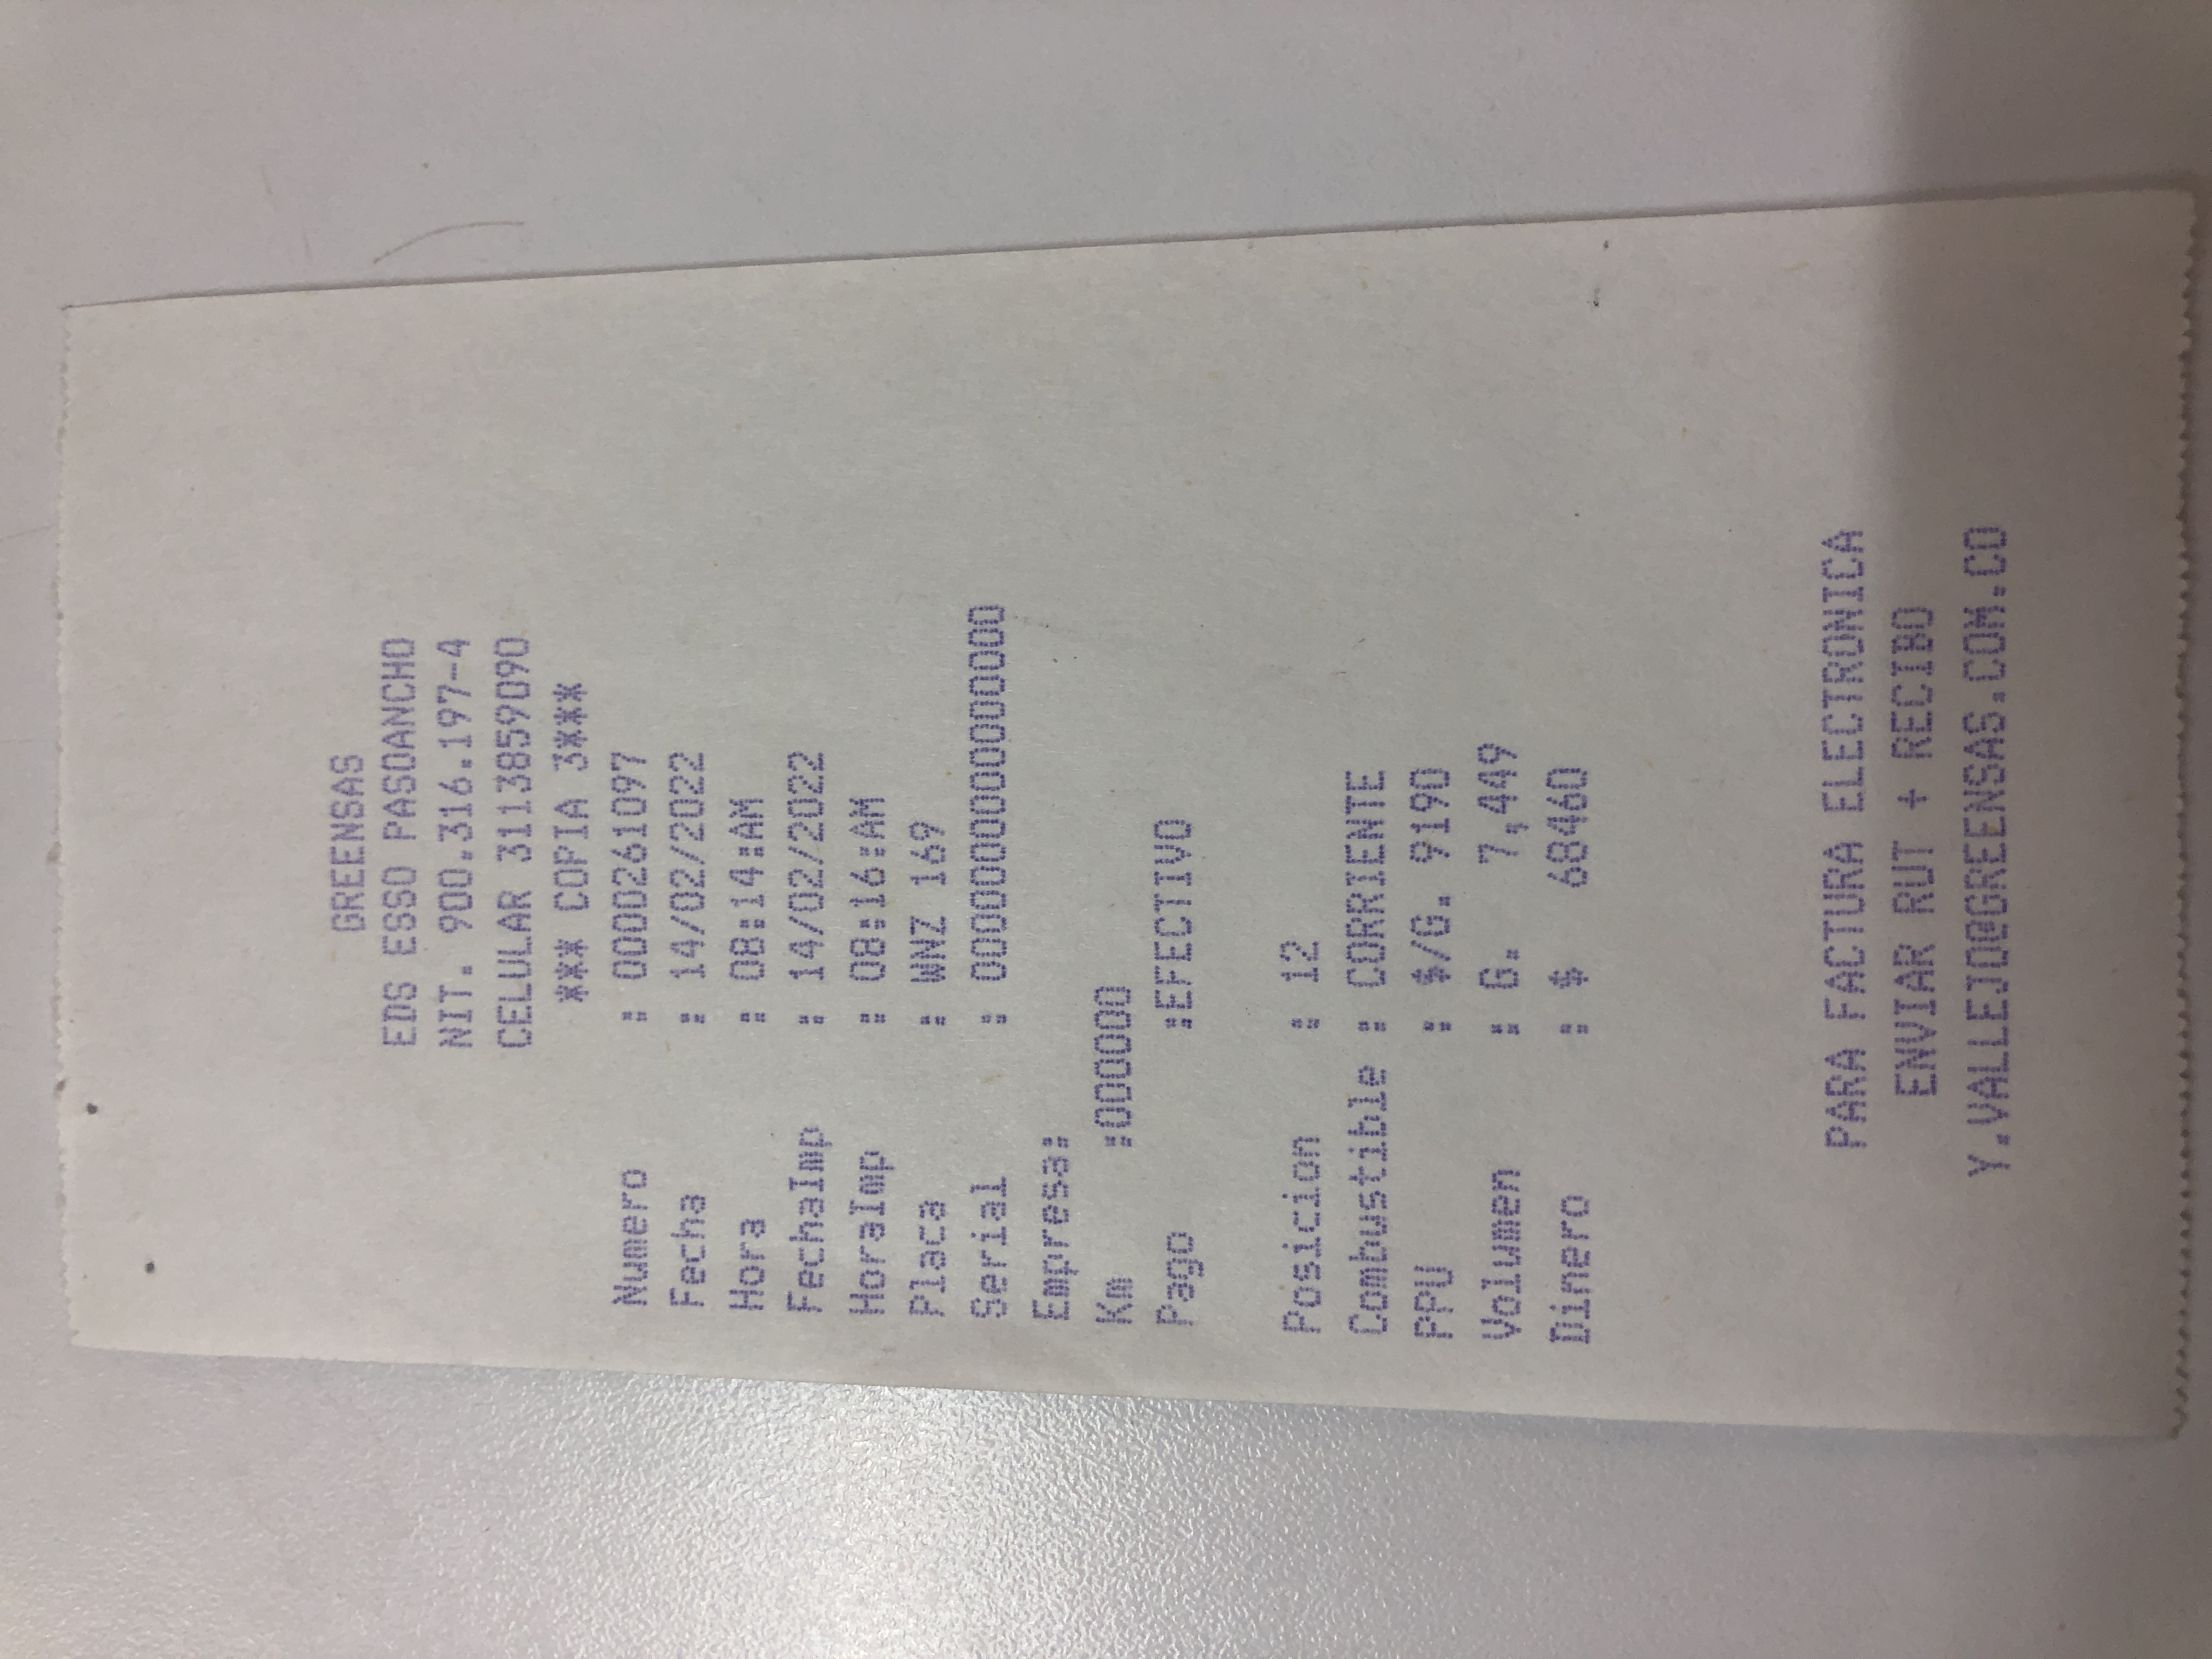 GREENSAS
EDS ESSO PASOANCHO
NIT. 900.316.197-4
CELULAR 3113859090
*** COPIA 3***
Numero : 0000261097
Fecha : 14/02/2022
Hora : 08:14:AM
FechaImp : 14/02/2022
HoraImp : 08:16:AM
Placa : WNZ 169
Serial : 0000000000000000
Empresa:
Km :000000
Pago :EFECTIVO
Posicion : 12
Combustible : CORRIENTE
PPU : $/G. 9190
Volumen : G. 7,449
Dinero : $ 68460
PARA FACTURA ELECTRONICA
ENVIAR RUT + RECIBO
Y.VALLEJO@GREENSAS.COM.CO